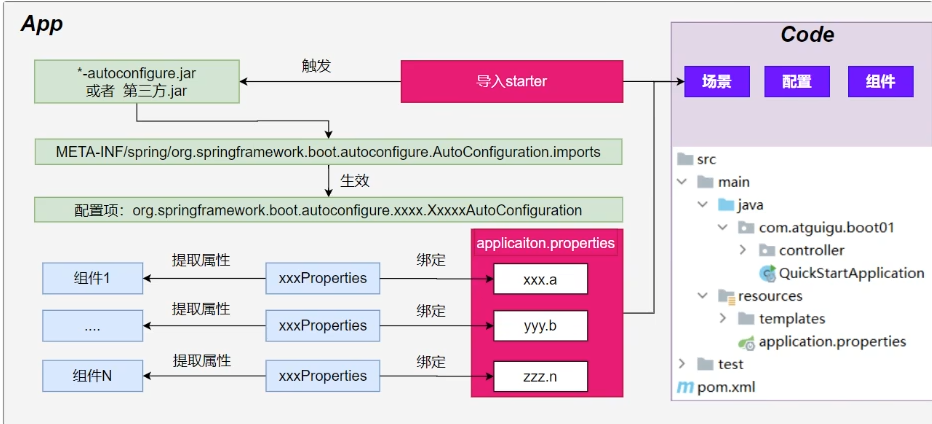 App
Code
*-autoconfigure.jar
或者 第三方.jar
触发
导入starter
场景
配置
组件
META-INF/spring/org.springframework.boot.autoconfigure.AutoConfiguration.imports
生效
配置项：org.springframework.boot.autoconfigure.xxxx.XxxxxAutoConfiguration
applicaiton.properties
组件1
提取属性
xxxProperties
绑定
xxx.a
....
提取属性
xxxProperties
绑定
yyy.b
组件N
提取属性
xxxProperties
绑定
zzz.n
src
main
java
com.atguigu.boot01
controller
QuickStartApplication
resources
templates
application.properties
test
pom.xml